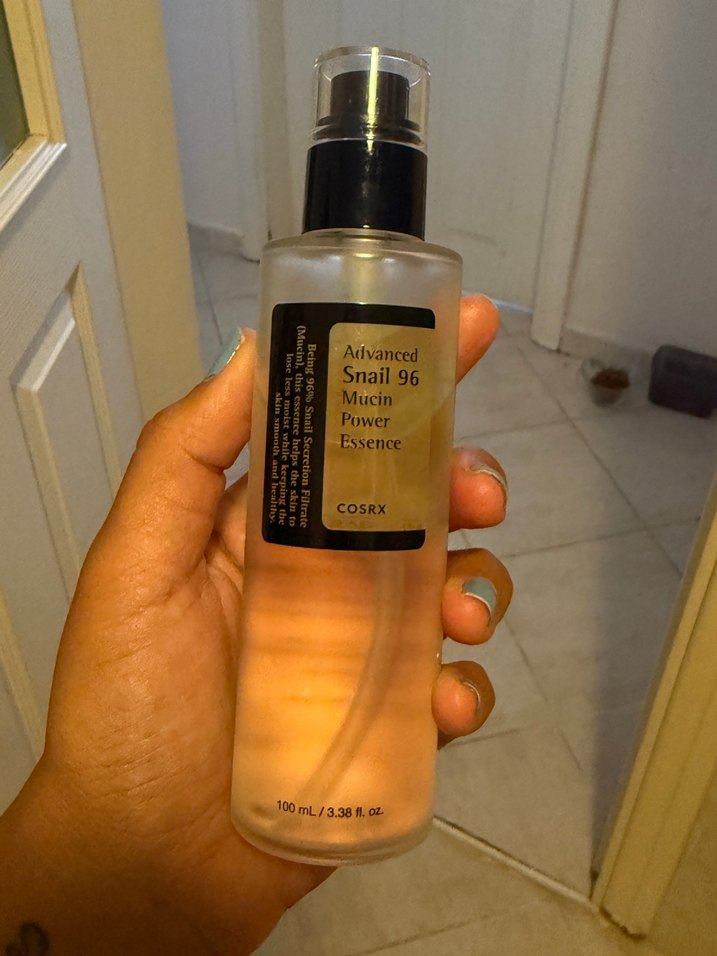 Advanced
Snail 96
Mucin
Power
Essence
COSRX
Being 96% Snail Secretion Filtrate
(Mucin), this essence helps the skin to
lose less moist while keeping the
skin smooth and healthy.
100 mL / 3.38 fl. oz.